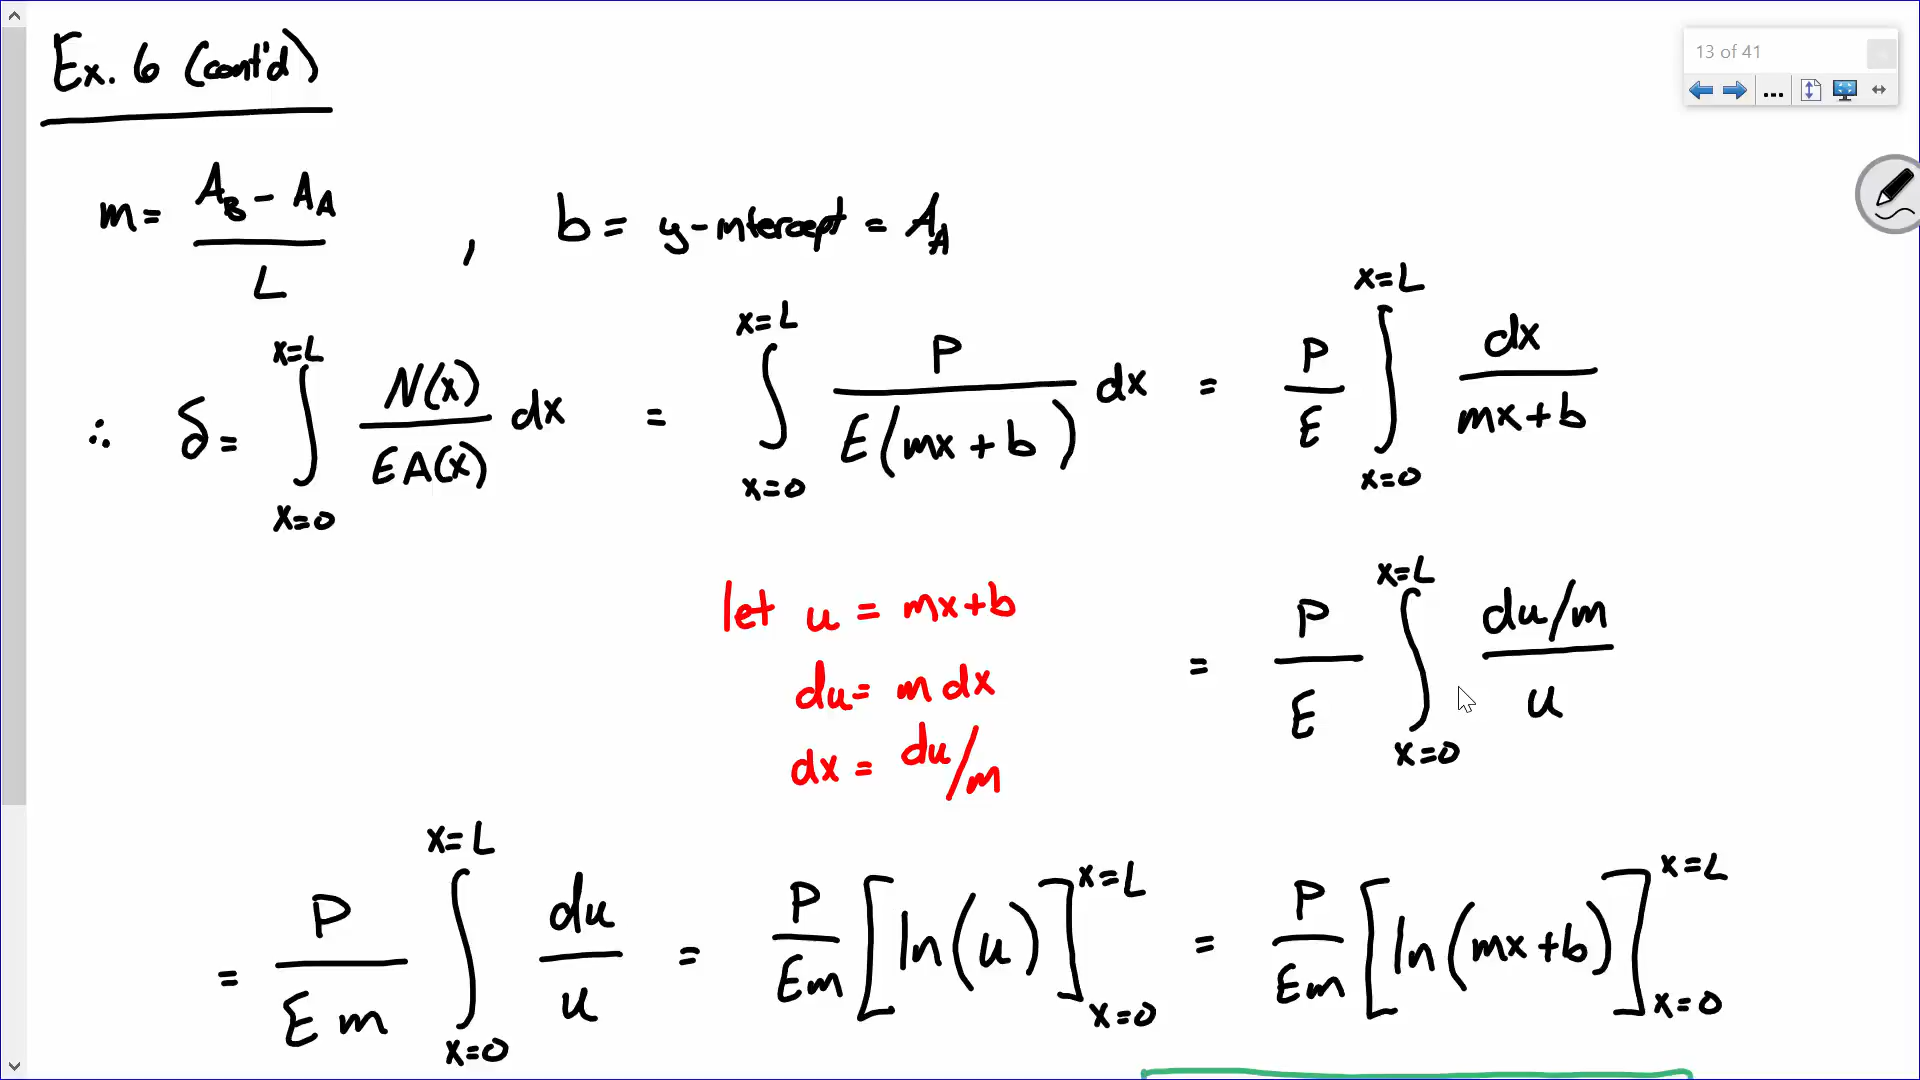 Ex. 6 (cont'd)
13 of 41
m = (A_B - A_A) / L , b = y-intercept = A_A
∴ δ = ∫_{x=0}^{x=L} N(x) / EA(x) dx = ∫_{x=0}^{x=L} P / E(mx+b) dx = P/E ∫_{x=0}^{x=L} dx / mx+b
let u = mx+b
du = m dx
dx = du/m
= P/E ∫_{x=0}^{x=L} du/m / u
= P / Em ∫_{x=0}^{x=L} du / u = P/Em [ln(u)]_{x=0}^{x=L} = P/Em [ln(mx+b)]_{x=0}^{x=L}